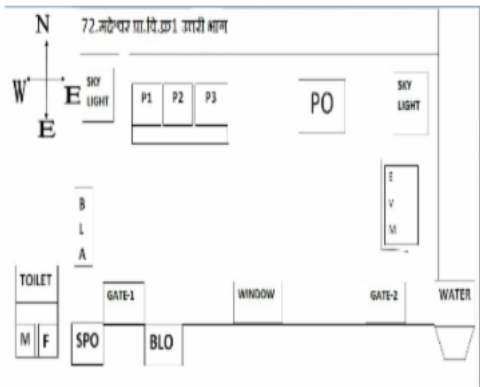 N 72.मदेश्वर प्रा.वि.क्र1 उत्तरी भाग
W E
E
SKY
LIGHT
P1 P2 P3
PO
SKY
LIGHT
E
V
M
B
L
A
TOILET
M F
GATE-1
WINDOW
GATE-2
WATER
SPO
BLO